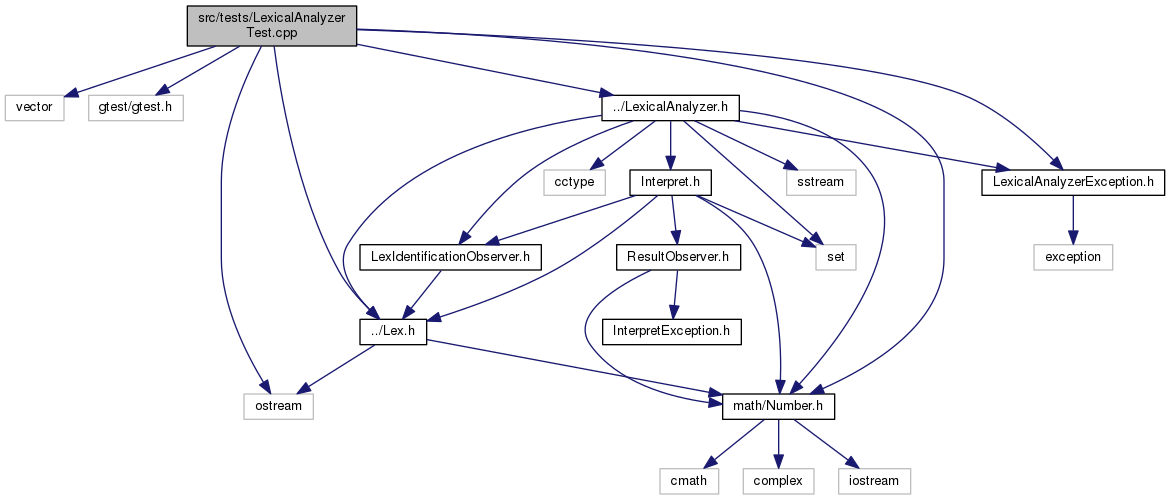 src/tests/LexicalAnalyzer
Test.cpp
vector
gtest/gtest.h
../LexicalAnalyzer.h
cctype
Interpret.h
sstream
LexicalAnalyzerException.h
LexIdentificationObserver.h
ResultObserver.h
set
exception
../Lex.h
InterpretException.h
ostream
math/Number.h
cmath
complex
iostream